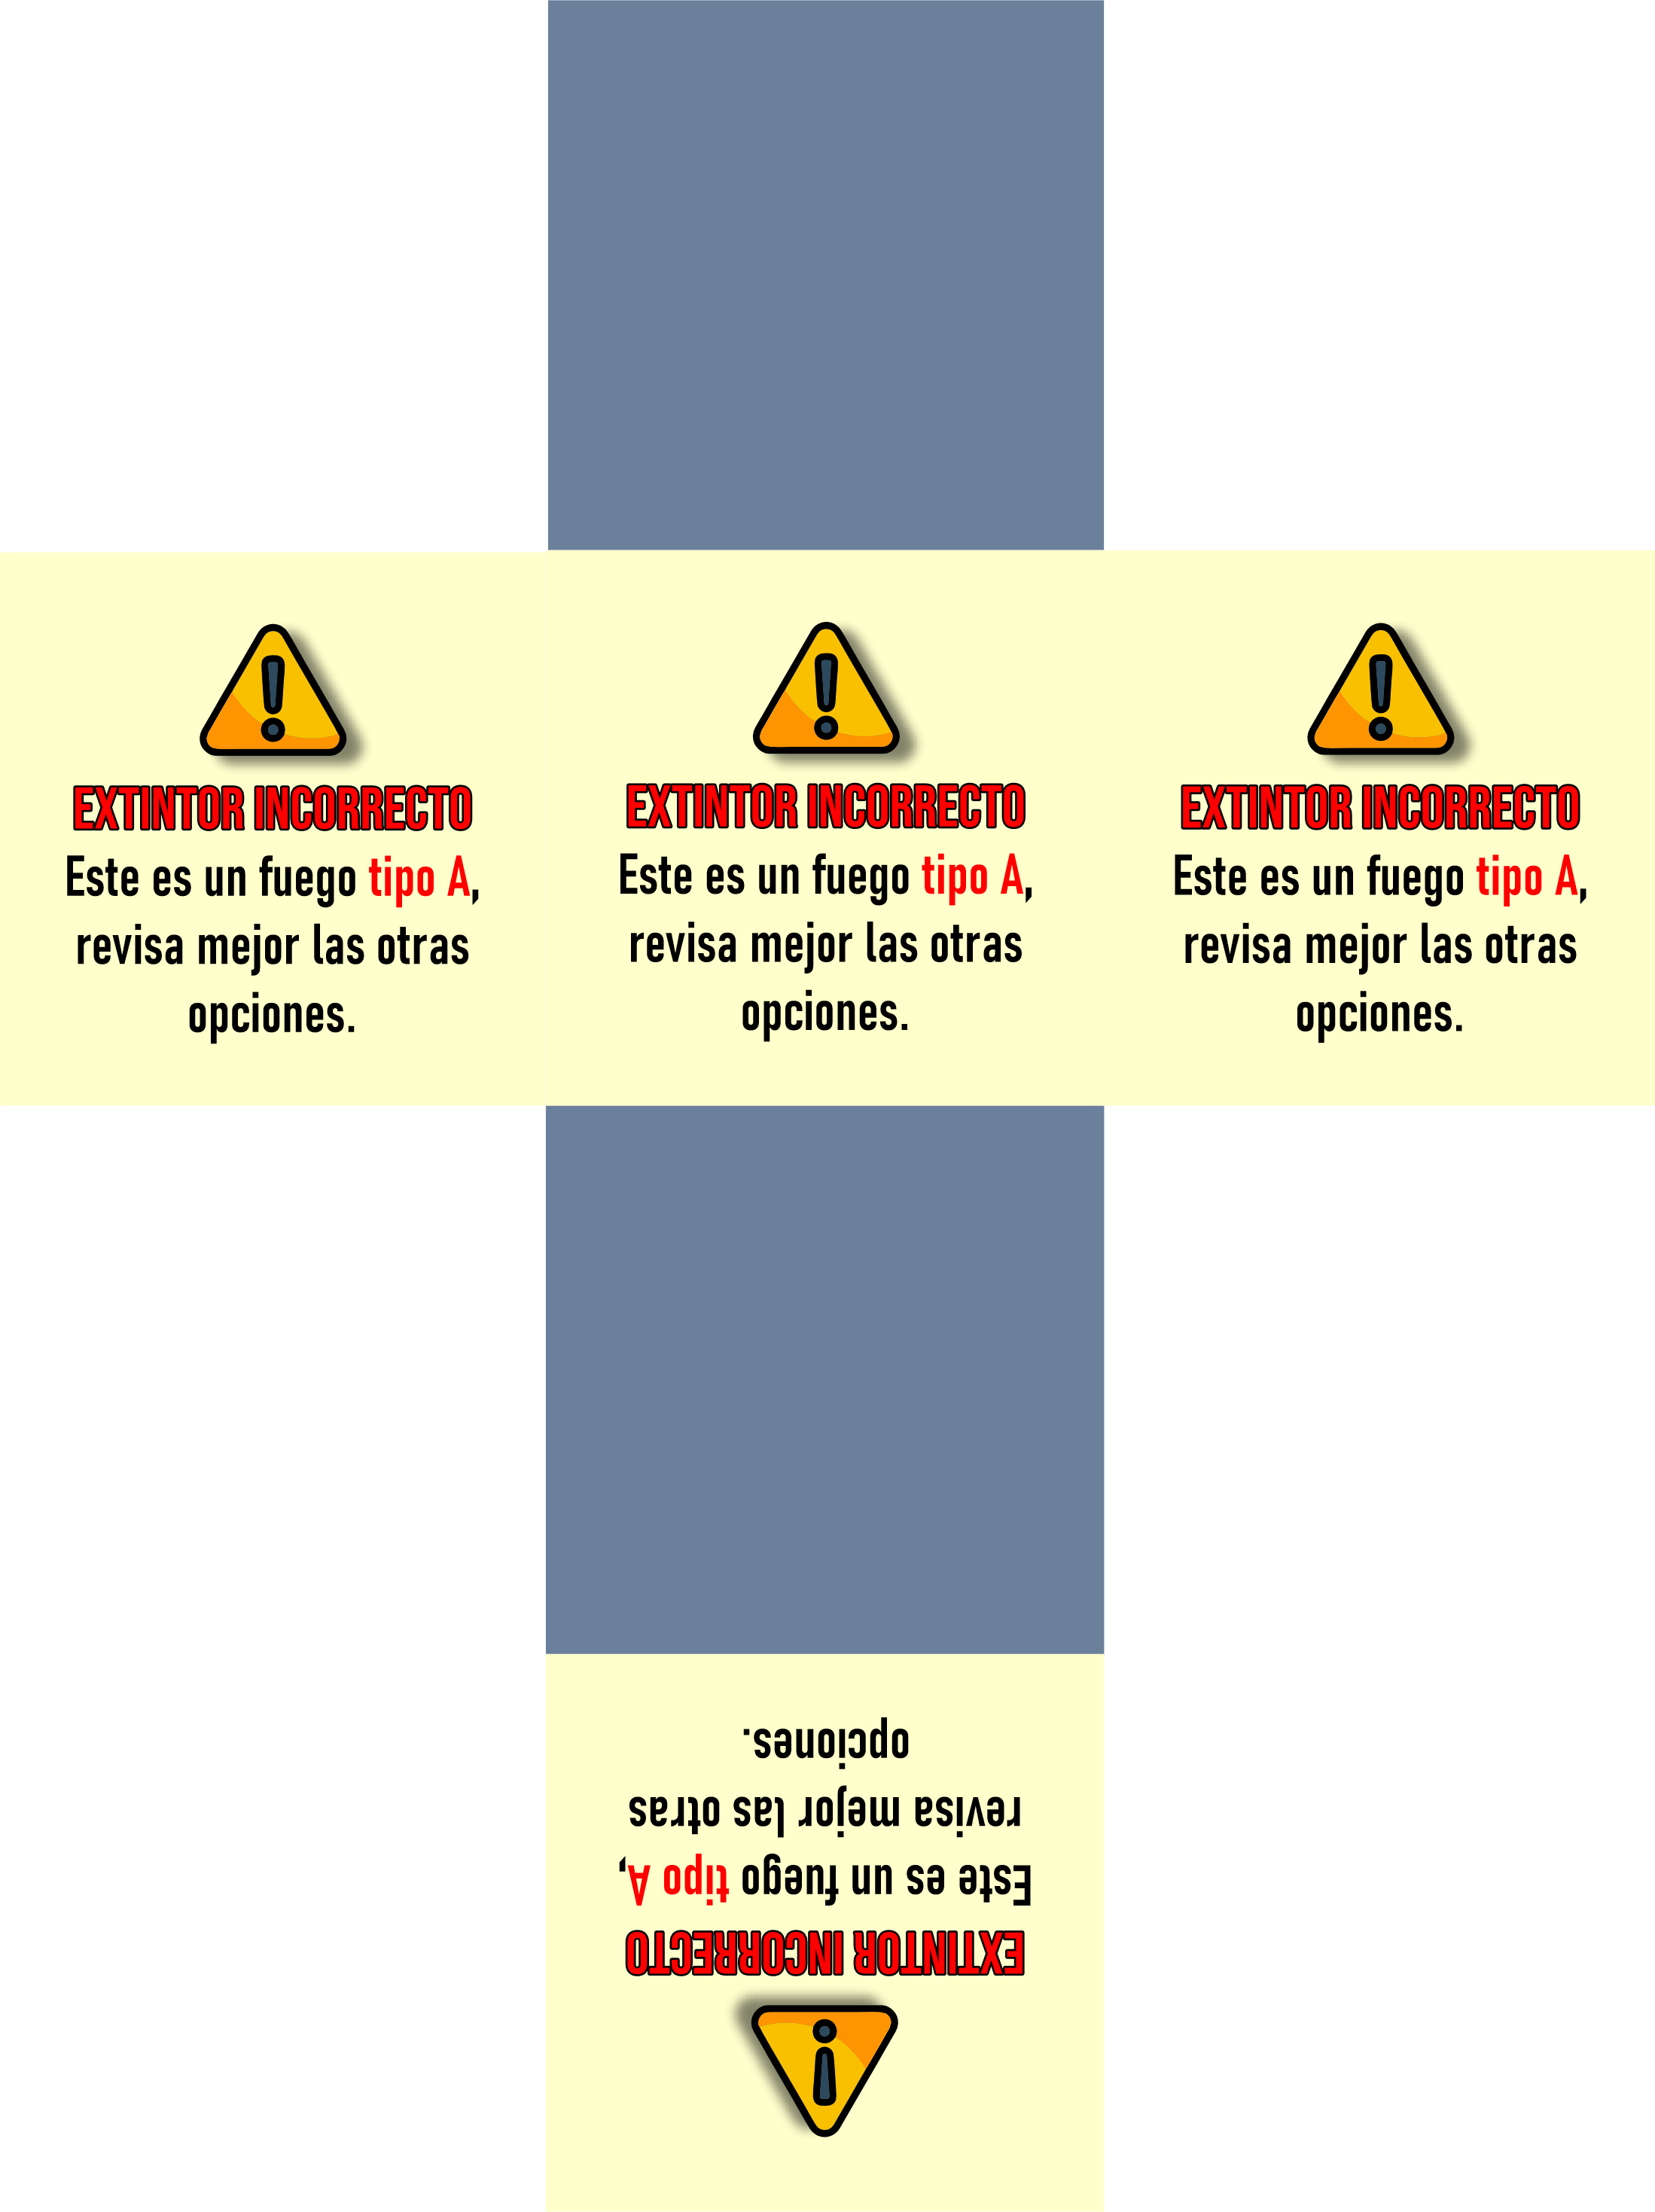 EXTINTOR INCORRECTO
Este es un fuego tipo A,
revisa mejor las otras
opciones.
EXTINTOR INCORRECTO
Este es un fuego tipo A,
revisa mejor las otras
opciones.
EXTINTOR INCORRECTO
Este es un fuego tipo A,
revisa mejor las otras
opciones.
EXTINTOR INCORRECTO
Este es un fuego tipo A,
revisa mejor las otras
opciones.